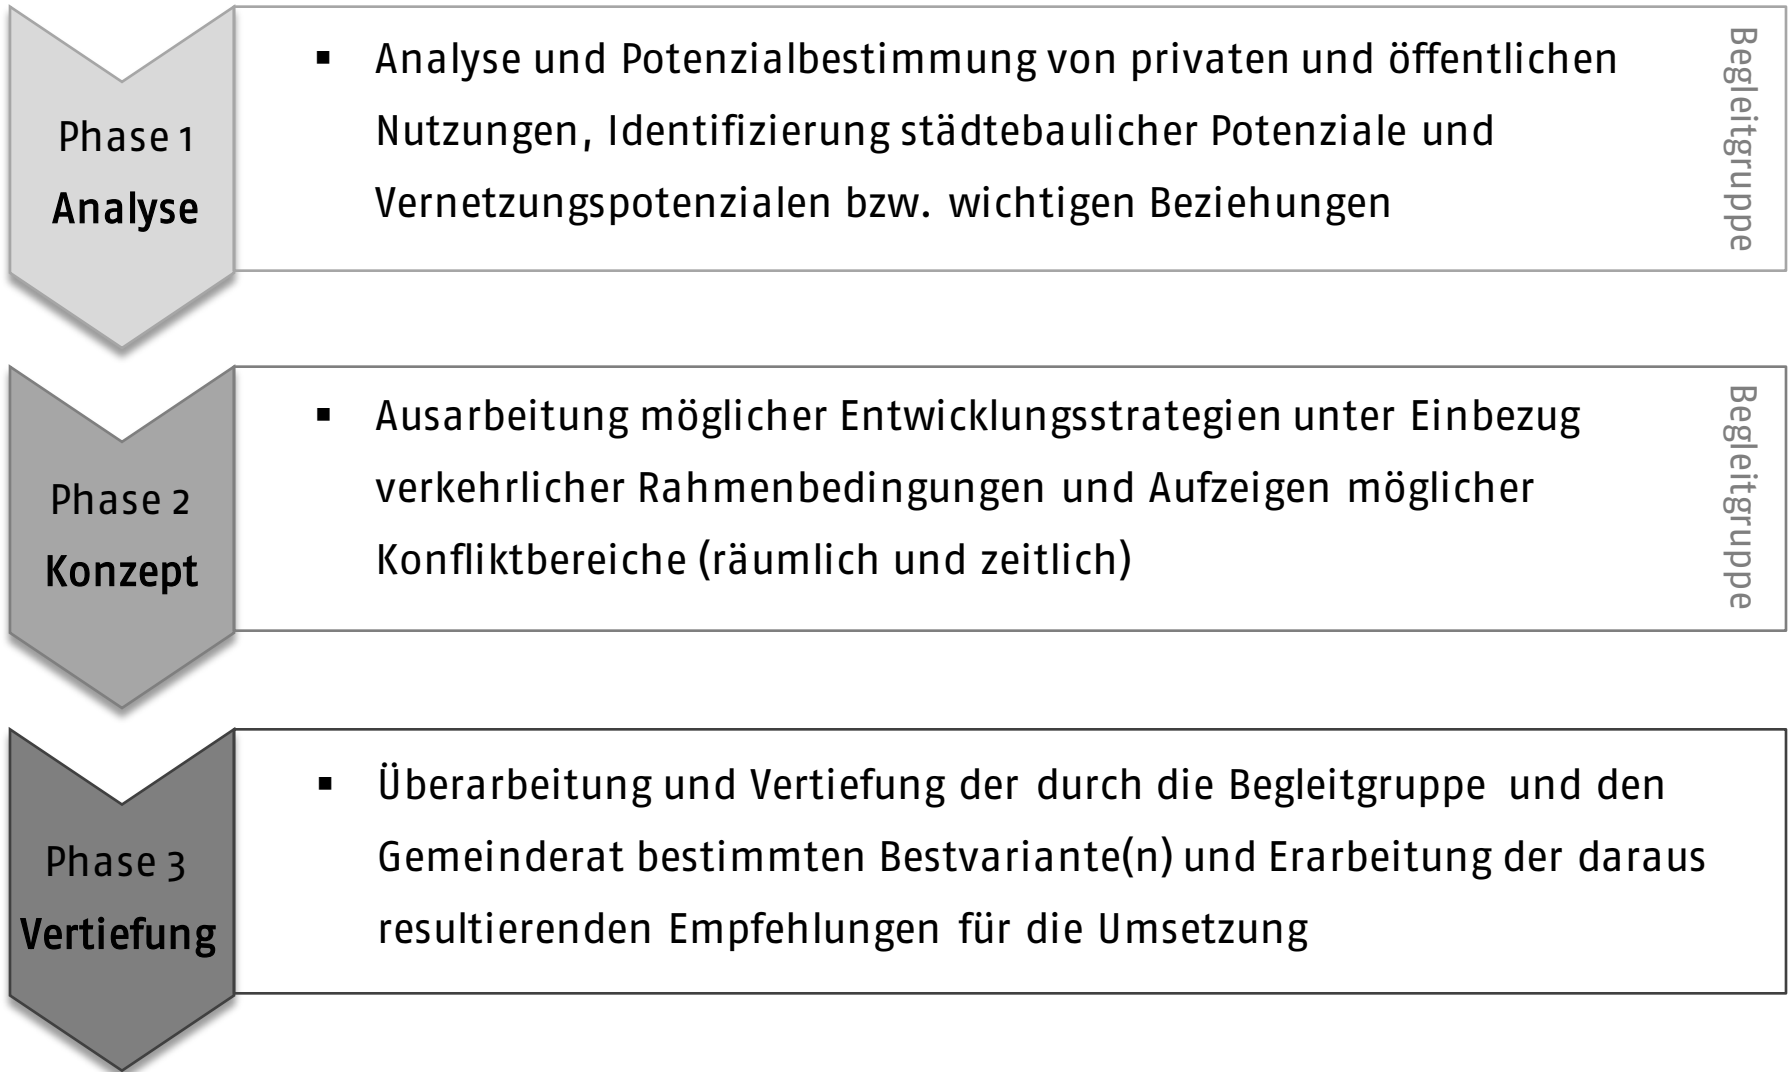 Phase 1
Analyse
▪ Analyse und Potenzialbestimmung von privaten und öffentlichen
Nutzungen, Identifizierung städtebaulicher Potenziale und
Vernetzungspotenzialen bzw. wichtigen Beziehungen
Begleitgruppe
Phase 2
Konzept
▪ Ausarbeitung möglicher Entwicklungsstrategien unter Einbezug
verkehrlicher Rahmenbedingungen und Aufzeigen möglicher
Konfliktbereiche (räumlich und zeitlich)
Begleitgruppe
Phase 3
Vertiefung
▪ Überarbeitung und Vertiefung der durch die Begleitgruppe und den
Gemeinderat bestimmten Bestvariante(n) und Erarbeitung der daraus
resultierenden Empfehlungen für die Umsetzung